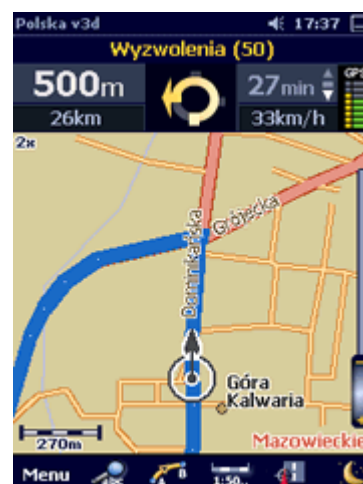 Polska v3d 17:37
Wyzwolenia (50)
500m 27min GPS
26km 33km/h
2x
Grójecka
Dominikańska
Góra
Kalwaria
270m Mazowieckie
Menu A B 1:50..